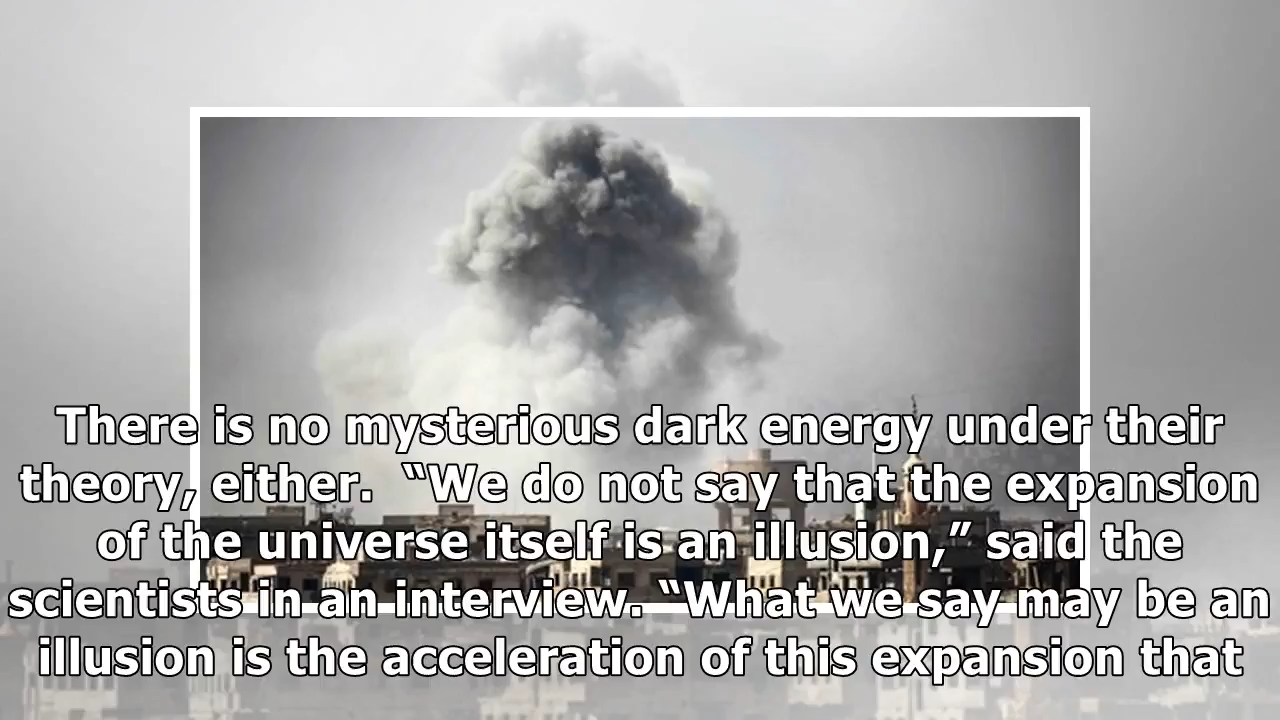 There is no mysterious dark energy under their
theory, either.  “We do not say that the expansion
of the universe itself is an illusion,” said the
scientists in an interview. “What we say may be an
illusion is the acceleration of this expansion that